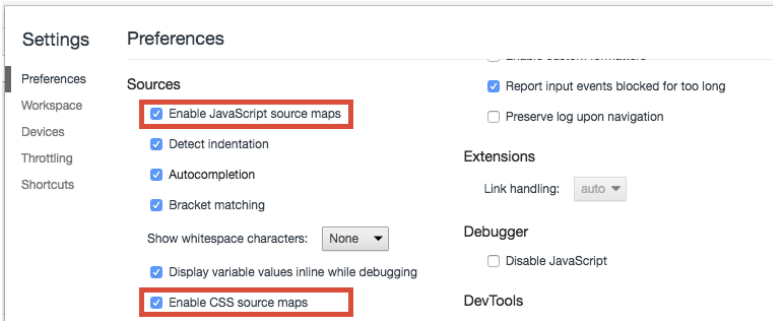 Settings
Preferences
Workspace
Devices
Throttling
Shortcuts
Preferences
Sources
Enable JavaScript source maps
Detect indentation
Autocompletion
Bracket matching
Show whitespace characters: None
Display variable values inline while debugging
Enable CSS source maps
Report input events blocked for too long
Preserve log upon navigation
Extensions
Link handling: auto
Debugger
Disable JavaScript
DevTools